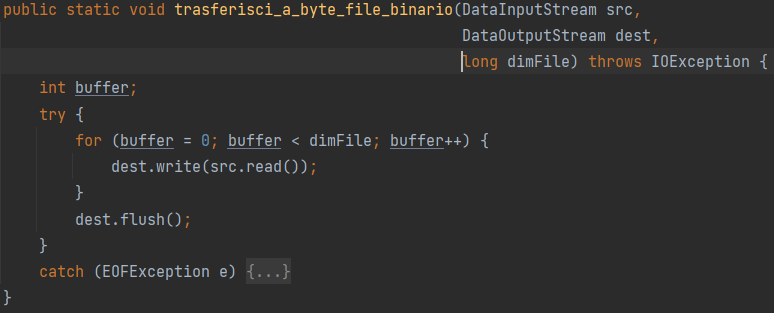 public static void trasferisci_a_byte_file_binario(DataInputStream src,
DataOutputStream dest,
long dimFile) throws IOException {
int buffer;
try {
for (buffer = 0; buffer < dimFile; buffer++) {
dest.write(src.read());
}
dest.flush();
}
catch (EOFException e) {...}
}